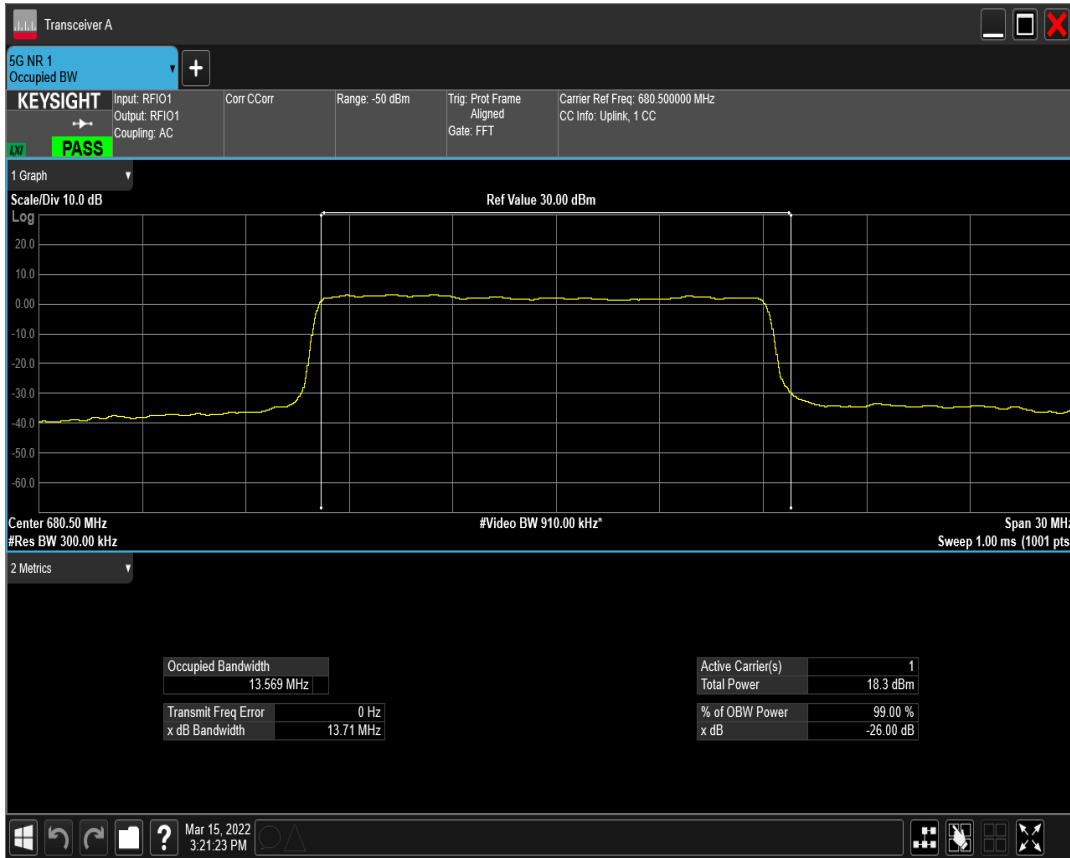 Transceiver A
5G NR 1
Occupied BW
+
KEYSIGHT
LXI
PASS
Input: RFIO1
Output: RFIO1
Coupling: AC
Corr CCorr
Range: -50 dBm
Trig: Prot Frame
Aligned
Gate: FFT
Carrier Ref Freq: 680.500000 MHz
CC Info: Uplink, 1 CC
1 Graph
Scale/Div 10.0 dB
Ref Value 30.00 dBm
Log
20.0
10.0
0.00
-10.0
-20.0
-30.0
-40.0
-50.0
-60.0
Center 680.50 MHz
#Video BW 910.00 kHz*
Span 30 MHz
#Res BW 300.00 kHz
Sweep 1.00 ms (1001 pts
2 Metrics
Occupied Bandwidth
13.569 MHz
Transmit Freq Error 0 Hz
x dB Bandwidth 13.71 MHz
Active Carrier(s) 1
Total Power 18.3 dBm
% of OBW Power 99.00 %
x dB -26.00 dB
?
Mar 15, 2022
3:21:23 PM